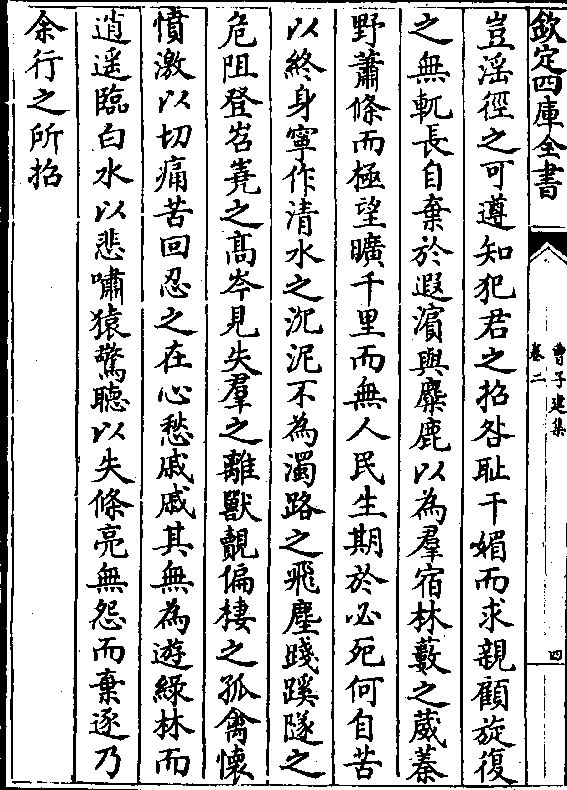 欽定四庫全書
曹子建集
卷二
四
豈滛徑之可遵知犯君之招咎耻干媚而求親顧旋復
之無軏長自棄於遐濵與麋鹿以為羣宿林藪之葳蓁
野蕭條而極望曠千里而無人民生期於必死何自苦
以終身寧作清水之沉泥不為濁路之飛塵踐蹊隧之
危阻登岧嶤之髙岑見失羣之離獸覿偏棲之孤禽懷
憤激以切痛苦回忍之在心愁戚戚其無為遊緑林而
逍遥臨白水以悲嘯猿驚聴以失條亮無怨而棄逐乃
余行之所招